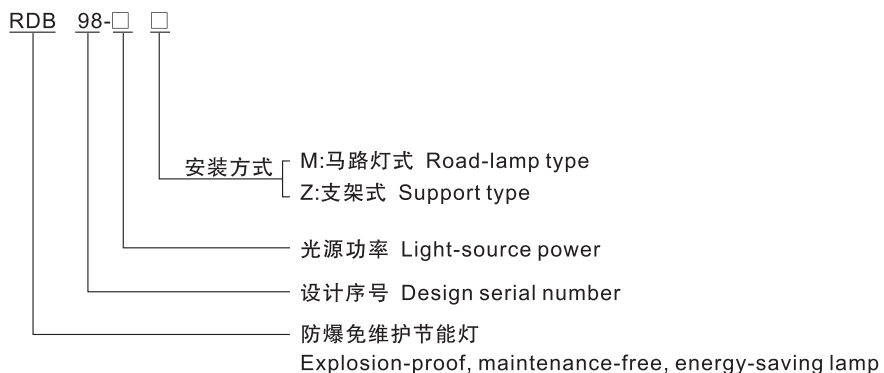 RDB 98-□ □
安装方式
M:马路灯式 Road-lamp type
Z:支架式 Support type
光源功率 Light-source power
设计序号 Design serial number
防爆免维护节能灯
Explosion-proof, maintenance-free, energy-saving lamp